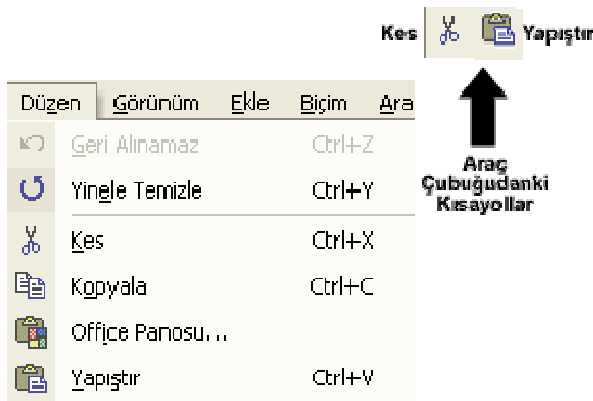 Kes Yapıştır
Düzen Görünüm Ekle Biçim Ara
Geri Alınamaz Ctrl+Z
Yinele Temizle Ctrl+Y
Kes Ctrl+X
Kopyala Ctrl+C
Office Panosu...
Yapıştır Ctrl+V
Araç
Çubuğudanki
Kısayollar